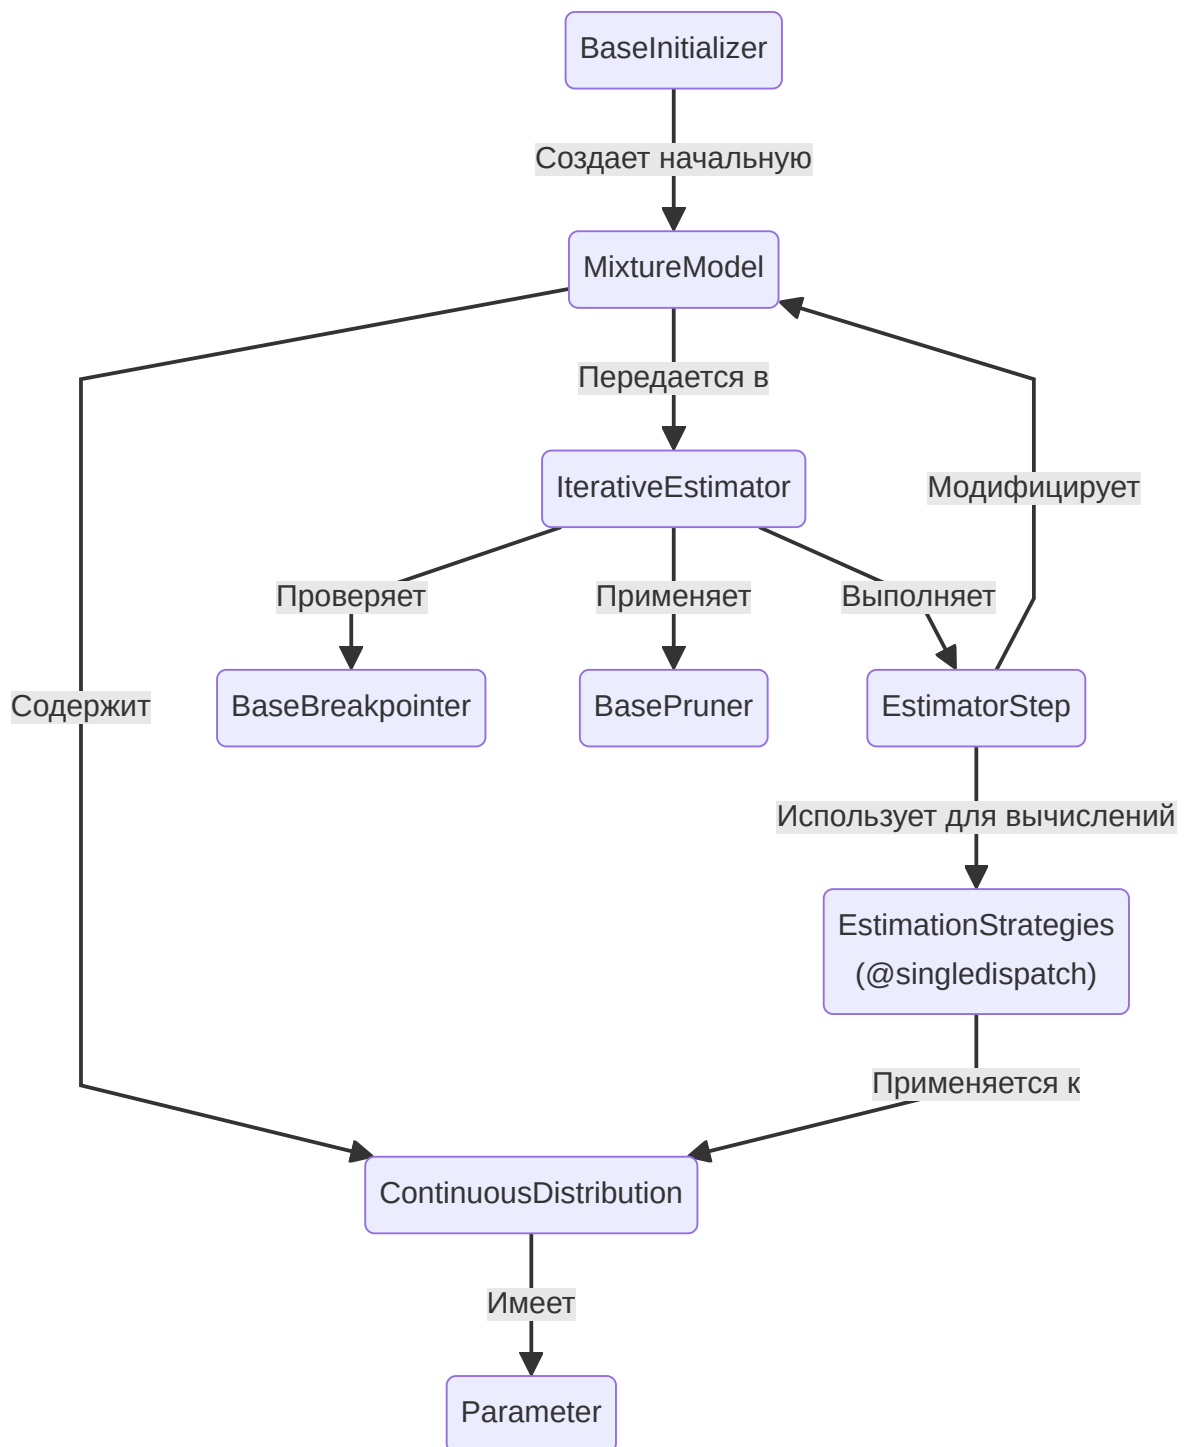 BaseInitializer
Создает начальную
MixtureModel
Передается в
IterativeEstimator
Модифицирует
Проверяет
Применяет
Выполняет
Содержит
BaseBreakpointer
BasePruner
EstimatorStep
Использует для вычислений
EstimationStrategies
(@singledispatch)
Применяется к
ContinuousDistribution
Имеет
Parameter